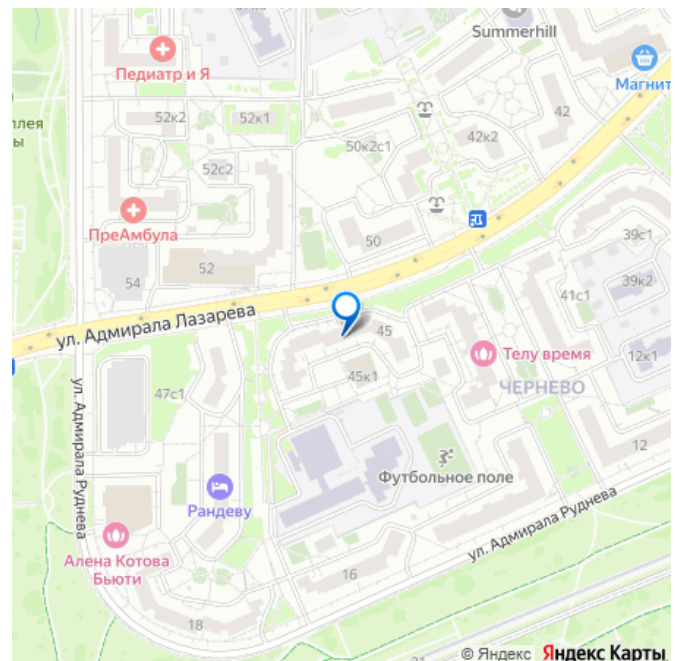 Summerhill
Педиатр и Я
Магнит
ллея
ы
52к2
52к1
42
42к2
50к2с1
52с2
ПреАмбула
39с1
50
52
54
39к2
41с1
ул. Адмирала Лазарева
45
Телу время
12к1
45к1
ЧЕРНЕВО
47с1
ул. Адмирала Руднева
12
Футбольное поле
Рандеву
ул. Адмирала Руднева
Алена Котова
Бьюти
16
18
© Яндекс Яндекс Карты